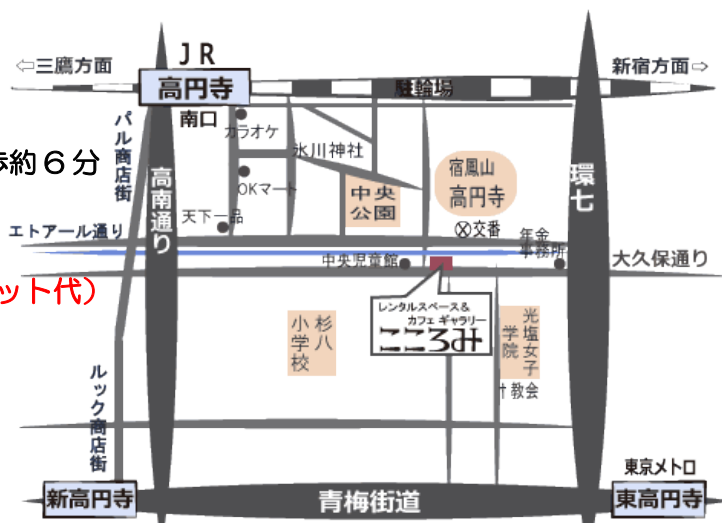 JR
⇦三鷹方面
新宿方面⇨
高円寺
駐輪場
南口
パル商店街
カラオケ
氷川神社
歩約6分
宿鳳山
高円寺
OKマート
中央
公園
高南通り
環七
天下一品
エトアール通り
交番
年金
事務所
中央児童館
大久保通り
ット代)
レンタルスペース&
カフェ ギャラリー
こころみ
杉八
小学校
光塩女子
学院
教会
ルック商店街
東京メトロ
新高円寺
青梅街道
東高円寺